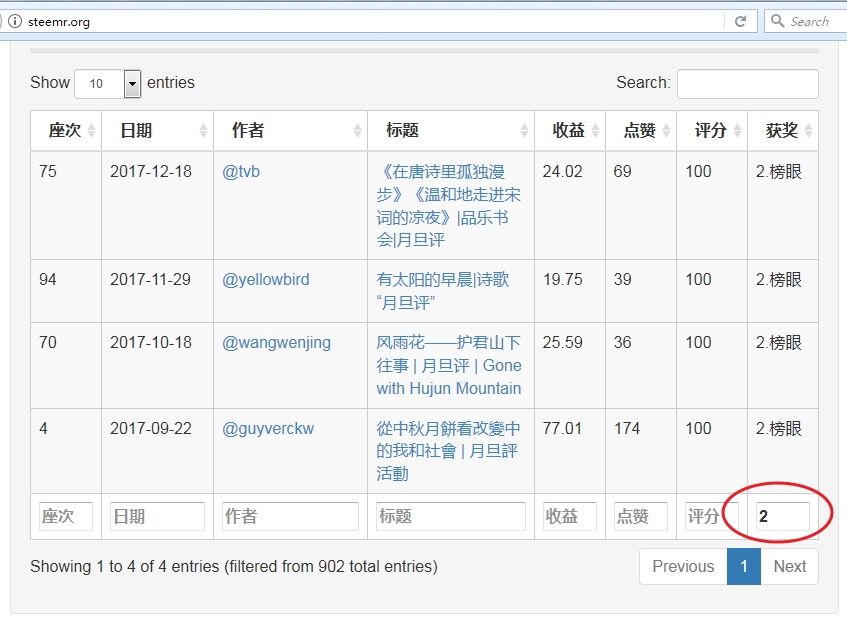 steemr.org
Search
Show 10 entries
Search:
座次 日期 作者 标题 收益 点赞 评分 获奖
75 2017-12-18 @tvb 《在唐诗里孤独漫 24.02 69 100 2.榜眼
步》《温和地走进宋
词的凉夜》|品乐书
会|月旦评
94 2017-11-29 @yellowbird 有太阳的早晨|诗歌 19.75 39 100 2.榜眼
“月旦评”
70 2017-10-18 @wangwenjing 风雨花——护君山下 25.59 36 100 2.榜眼
往事 | 月旦评 | Gone
with Hujun Mountain
4 2017-09-22 @guyverckw 從中秋月餅看改變中 77.01 174 100 2.榜眼
的我和社會 | 月旦評
活動
座次 日期 作者 标题 收益 点赞 评分 2
Showing 1 to 4 of 4 entries (filtered from 902 total entries)
Previous 1 Next